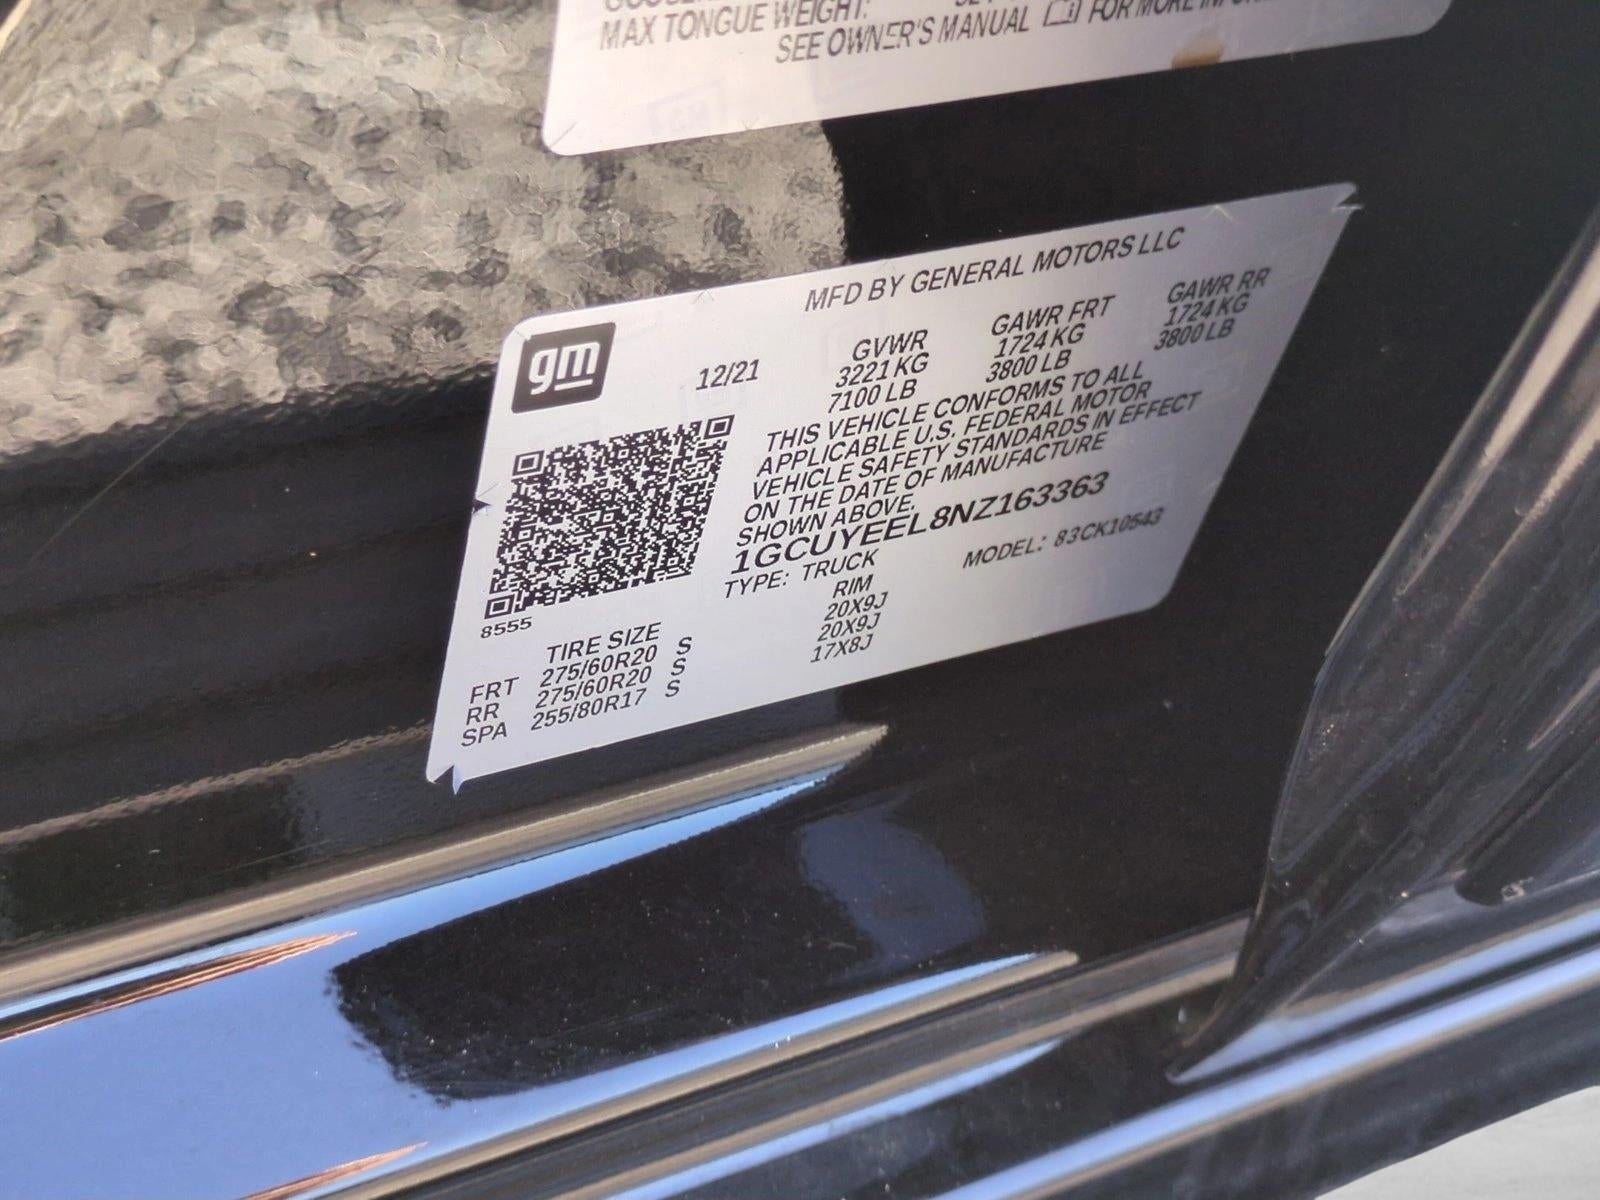 MAX TONGUE WEIGHT:
SEE OWNER'S MANUAL FOR MORE
MFD BY GENERAL MOTORS LLC
gm
12/21
GVWR GAWR FRT GAWR RR
3221 KG 1724 KG 1724 KG
7100 LB 3800 LB 3800 LB
THIS VEHICLE CONFORMS TO ALL
APPLICABLE U.S. FEDERAL MOTOR
VEHICLE SAFETY STANDARDS IN EFFECT
ON THE DATE OF MANUFACTURE
SHOWN ABOVE.
1GCUYEEL8NZ163363
TYPE: TRUCK MODEL: 83CK10543
8555
TIRE SIZE RIM
FRT 275/60R20 S 20X9J
RR 275/60R20 S 20X9J
SPA 255/80R17 S 17X8J